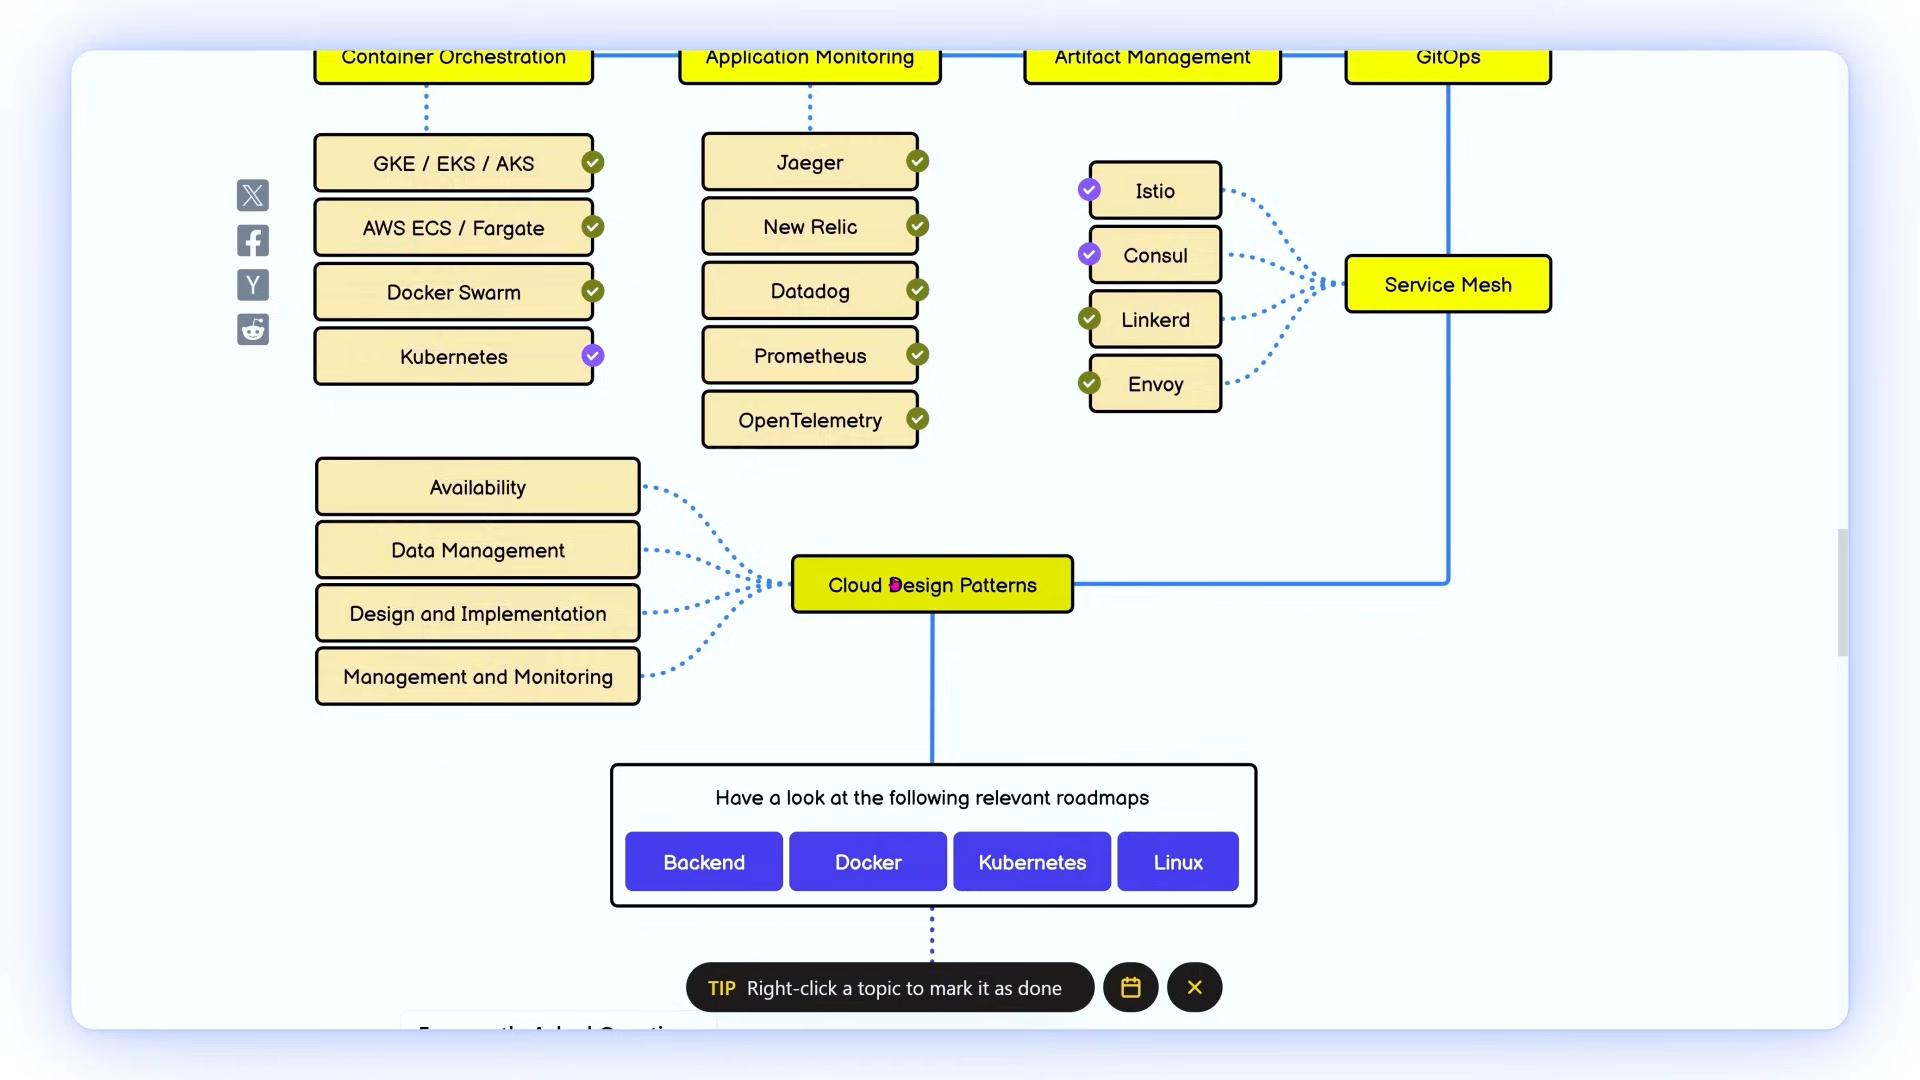 Container Orchestration
Application Monitoring
Artifact Management
GitOps
GKE / EKS / AKS
AWS ECS / Fargate
Docker Swarm
Kubernetes
Jaeger
New Relic
Datadog
Prometheus
OpenTelemetry
Istio
Consul
Linkerd
Envoy
Service Mesh
Availability
Data Management
Design and Implementation
Management and Monitoring
Cloud Design Patterns
Have a look at the following relevant roadmaps
Backend
Docker
Kubernetes
Linux
TIP Right-click a topic to mark it as done